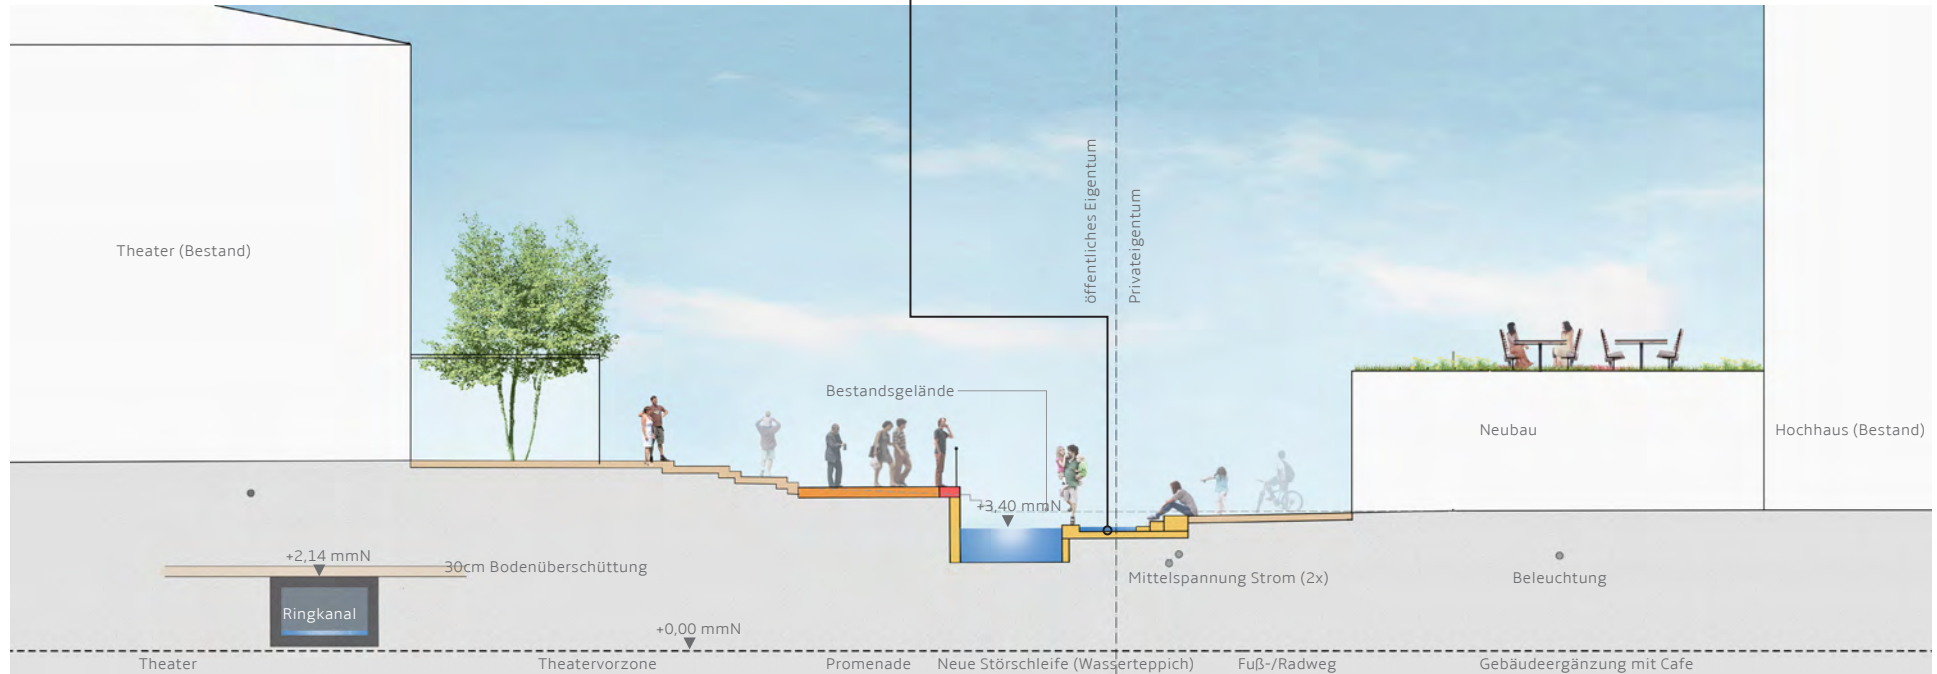 öffentliches Eigentum
Privateigentum
Theater (Bestand)
Bestandsgelände
Neubau
Hochhaus (Bestand)
+3,40 mmN
+2,14 mmN
30cm Bodenüberschüttung
Mittelspannung Strom (2x)
Beleuchtung
Ringkanal
+0,00 mmN
Theater
Theatervorzone
Promenade
Neue Störschleife (Wasserteppich)
Fuß-/Radweg
Gebäudeergänzung mit Cafe